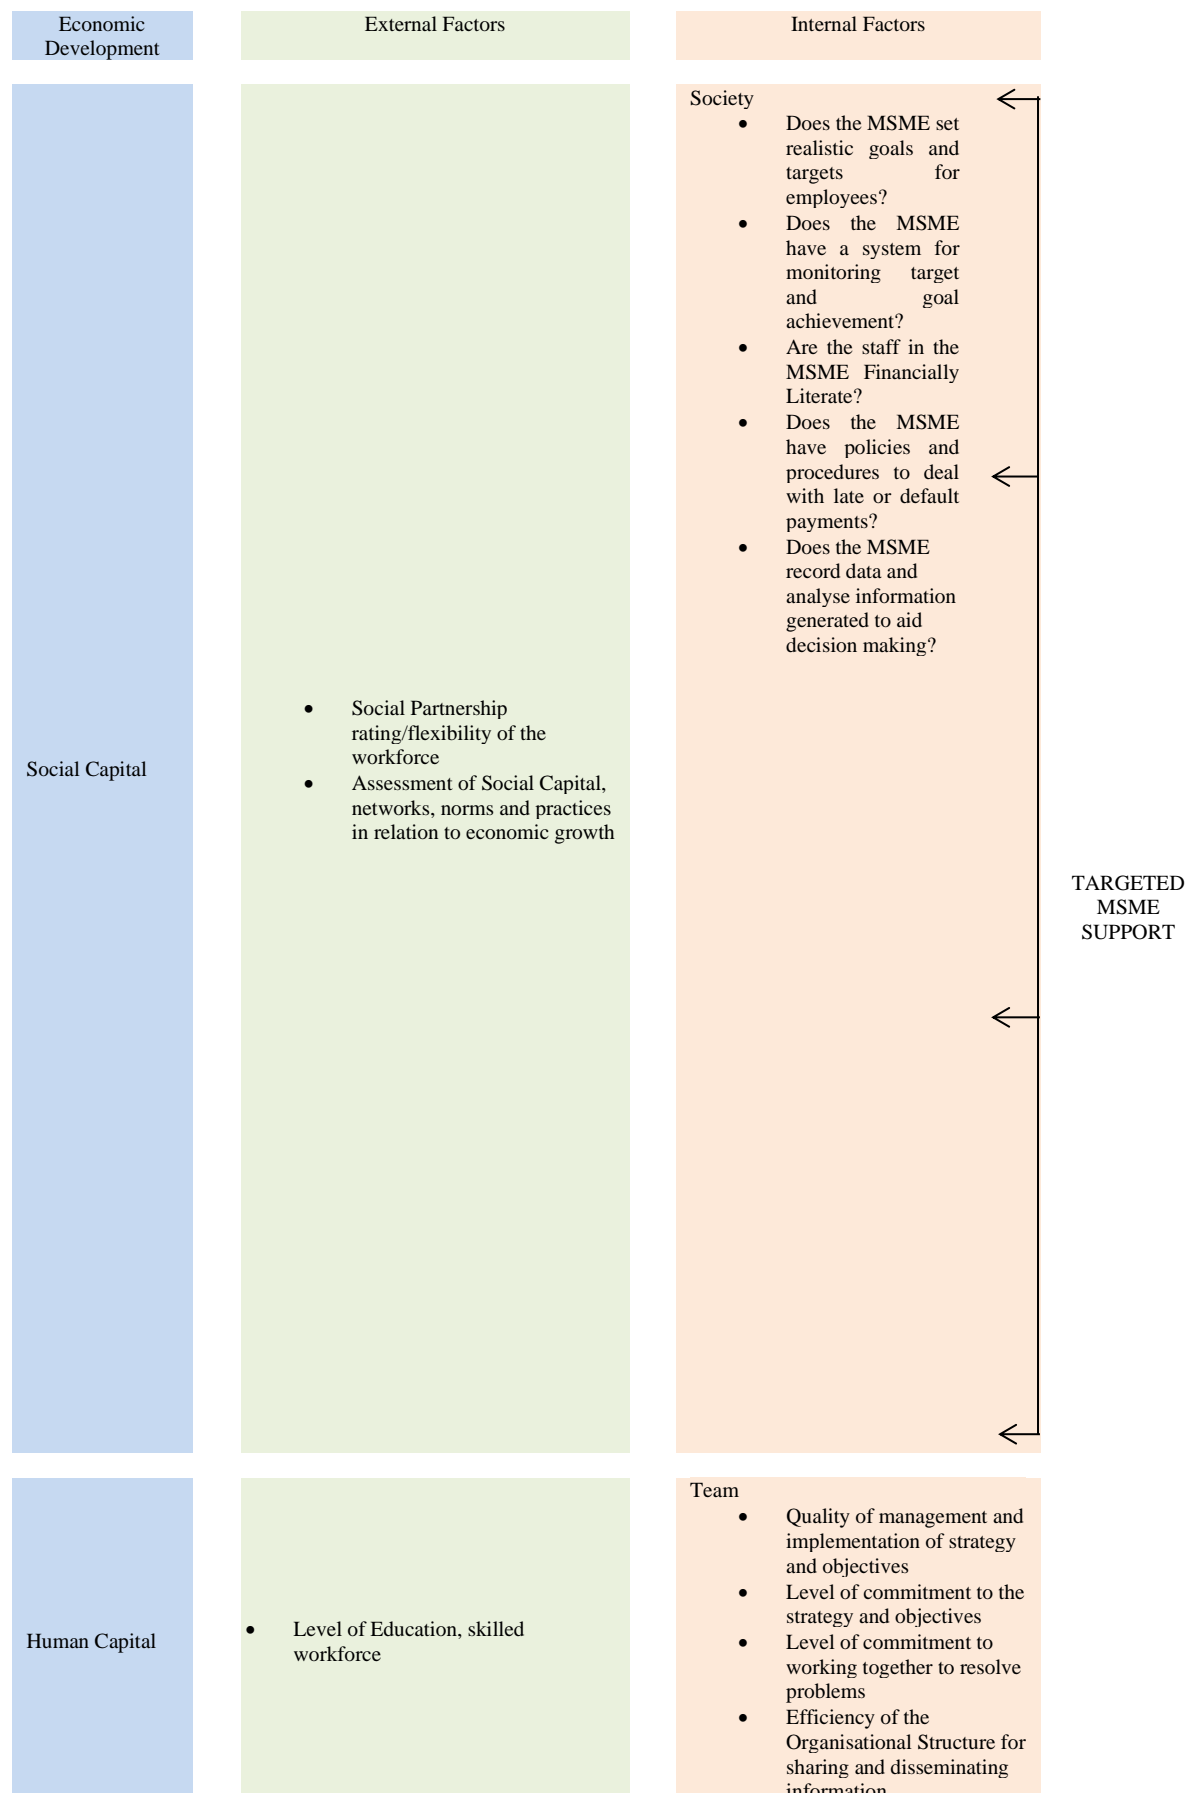 Economic
Development
External Factors
Internal Factors
Social Capital
• Social Partnership
rating/flexibility of the
workforce
• Assessment of Social Capital,
networks, norms and practices
in relation to economic growth
Society
• Does the MSME set
realistic goals and
targets for
employees?
• Does the MSME
have a system for
monitoring target
and goal
achievement?
• Are the staff in the
MSME Financially
Literate?
• Does the MSME
have policies and
procedures to deal
with late or default
payments?
• Does the MSME
record data and
analyse information
generated to aid
decision making?
TARGETED
MSME
SUPPORT
Human Capital
• Level of Education, skilled
workforce
Team
• Quality of management and
implementation of strategy
and objectives
• Level of commitment to the
strategy and objectives
• Level of commitment to
working together to resolve
problems
• Efficiency of the
Organisational Structure for
sharing and disseminating
information